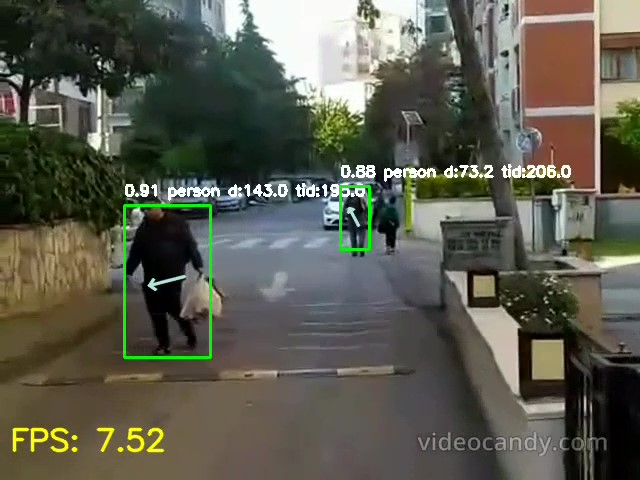 0.88 person d:73.2 tid:206.0
0.91 person d:143.0 tid:195.0
FPS: 7.52
videocandy.com